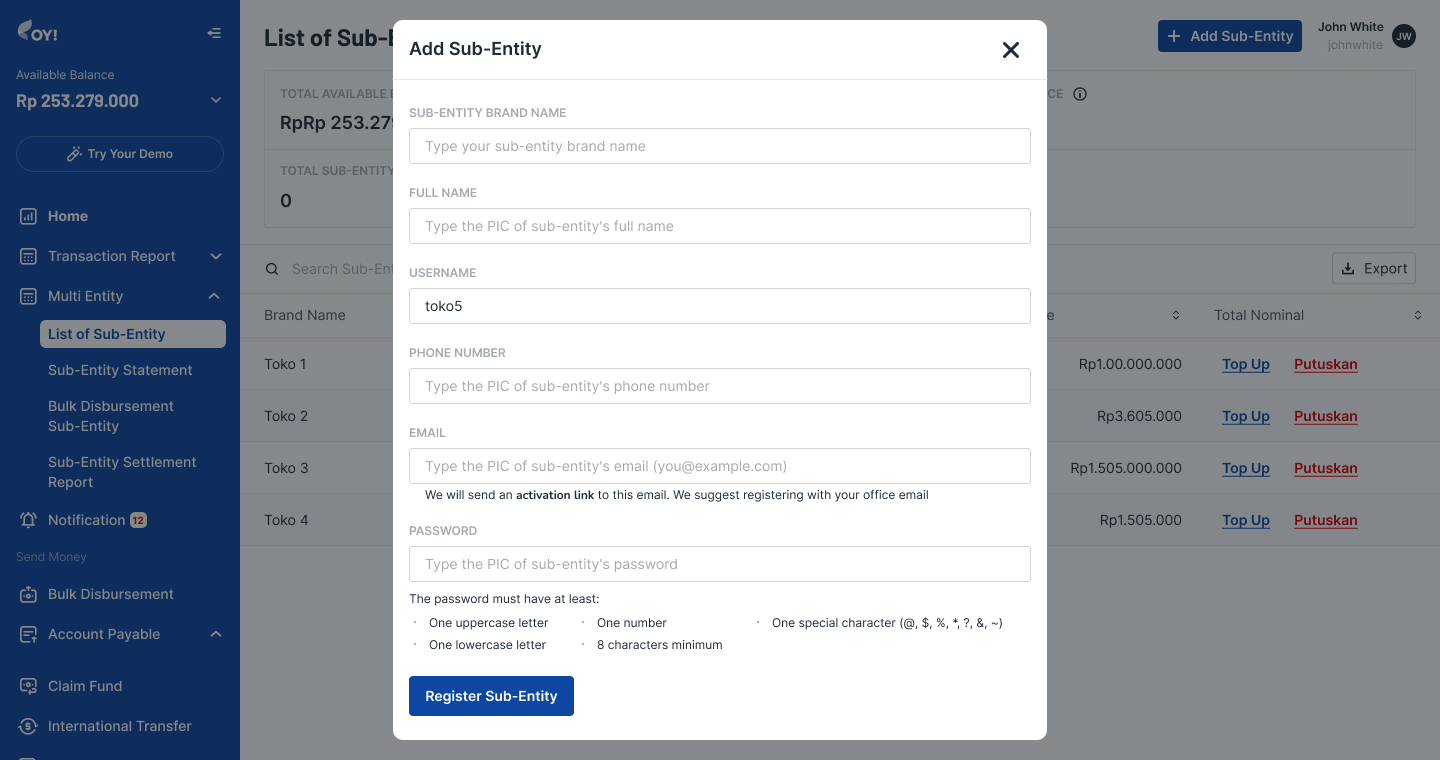 OY!
Available Balance
Rp 253.279.000
Try Your Demo
Home
Transaction Report
Multi Entity
List of Sub-Entity
Sub-Entity Statement
Bulk Disbursement
Sub-Entity
Sub-Entity Settlement
Report
Notification 12
Send Money
Bulk Disbursement
Account Payable
Claim Fund
International Transfer
List of Sub-E
Add Sub-Entity
John White
johnwhite
JW
TOTAL AVAILABLE
RpRp 253.279
CE
TOTAL SUB-ENTITY
0
Search Sub-Ent
Export
Brand Name
e
Total Nominal
Toko 1
Rp1.00.000.000
Top Up
Putuskan
Toko 2
Rp3.605.000
Top Up
Putuskan
Toko 3
Rp1.505.000.000
Top Up
Putuskan
Toko 4
Rp1.505.000
Top Up
Putuskan
Add Sub-Entity
SUB-ENTITY BRAND NAME
Type your sub-entity brand name
FULL NAME
Type the PIC of sub-entity's full name
USERNAME
toko5
PHONE NUMBER
Type the PIC of sub-entity's phone number
EMAIL
Type the PIC of sub-entity's email (you@example.com)
We will send an activation link to this email. We suggest registering with your office email
PASSWORD
Type the PIC of sub-entity's password
The password must have at least:
· One uppercase letter
· One number
· One special character (@, $, %, *, ?, &, ~)
· One lowercase letter
· 8 characters minimum
Register Sub-Entity